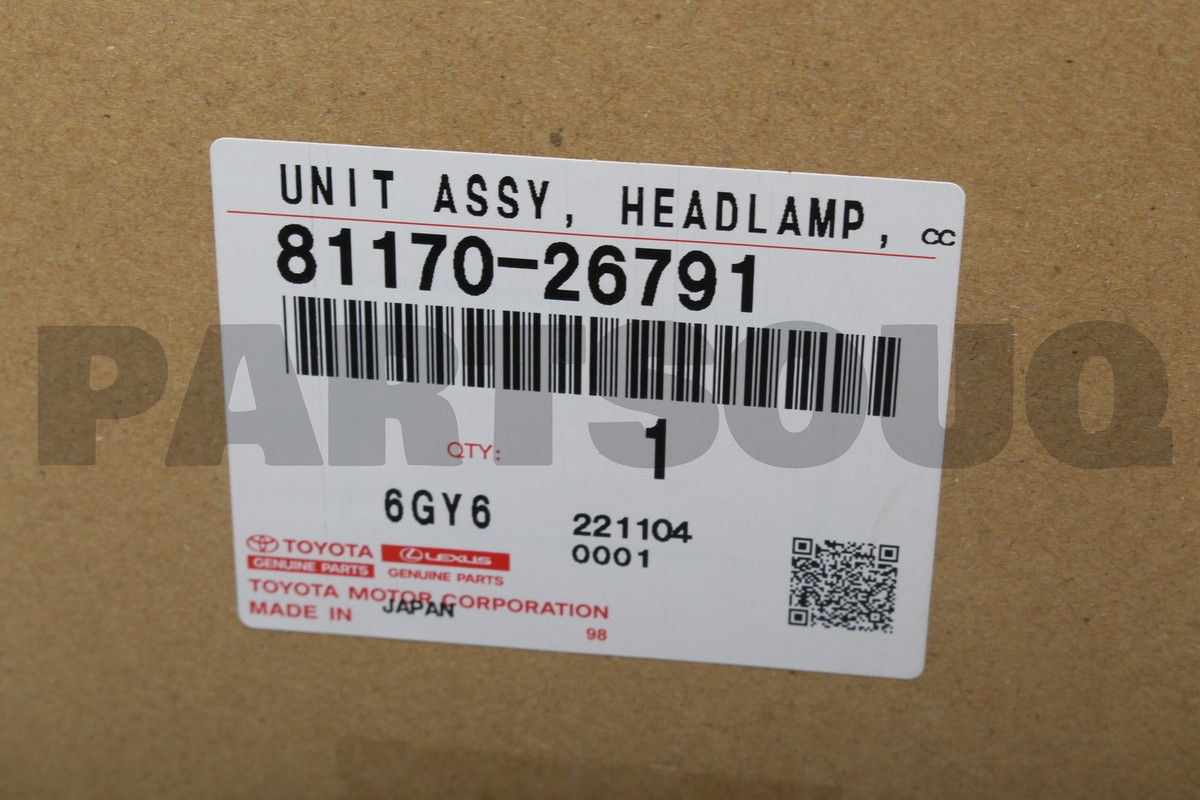 UNIT ASSY, HEADLAMP, CC
81170-26791
PARTSOUQ
QTY: 1
6GY6
221104
0001
TOYOTA
GENUINE PARTS
LEXUS
GENUINE PARTS
TOYOTA MOTOR CORPORATION
MADE IN JAPAN
98